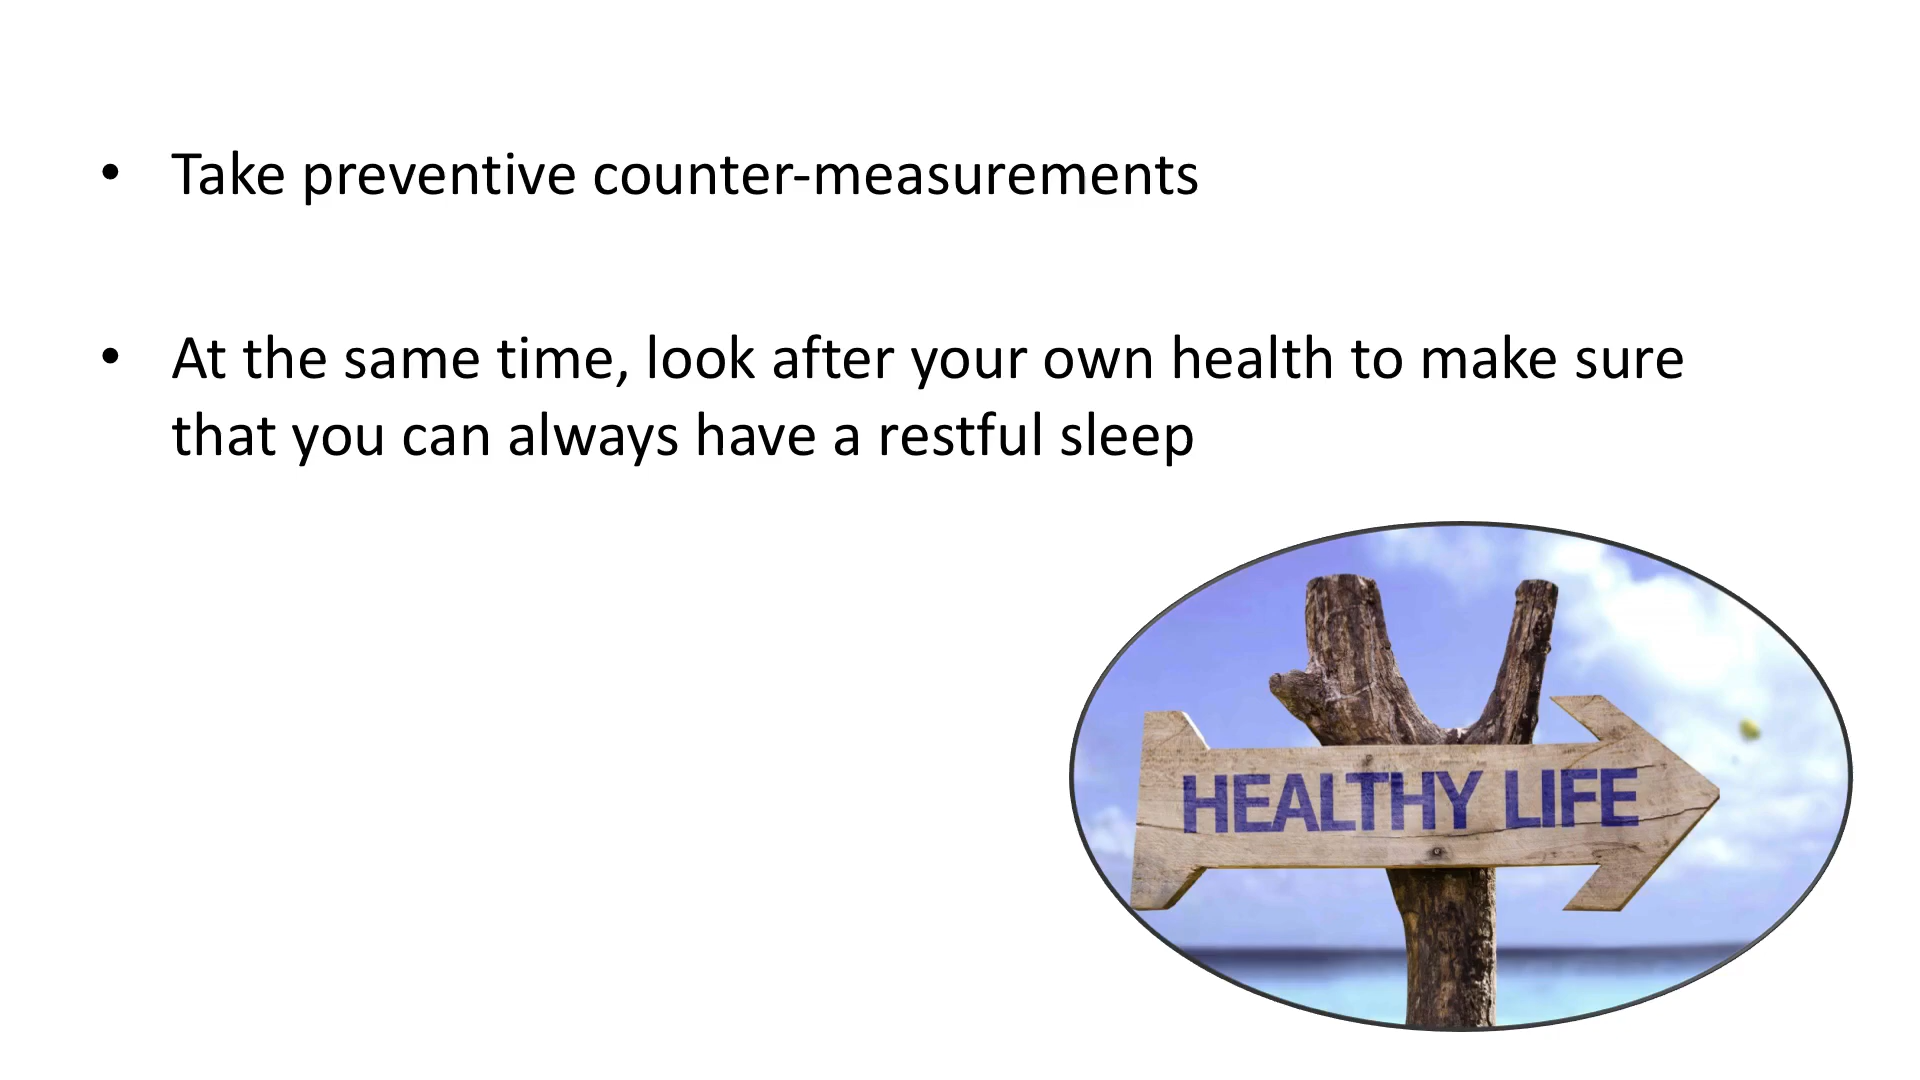 • Take preventive counter-measurements
• At the same time, look after your own health to make sure
that you can always have a restful sleep
HEALTHY LIFE